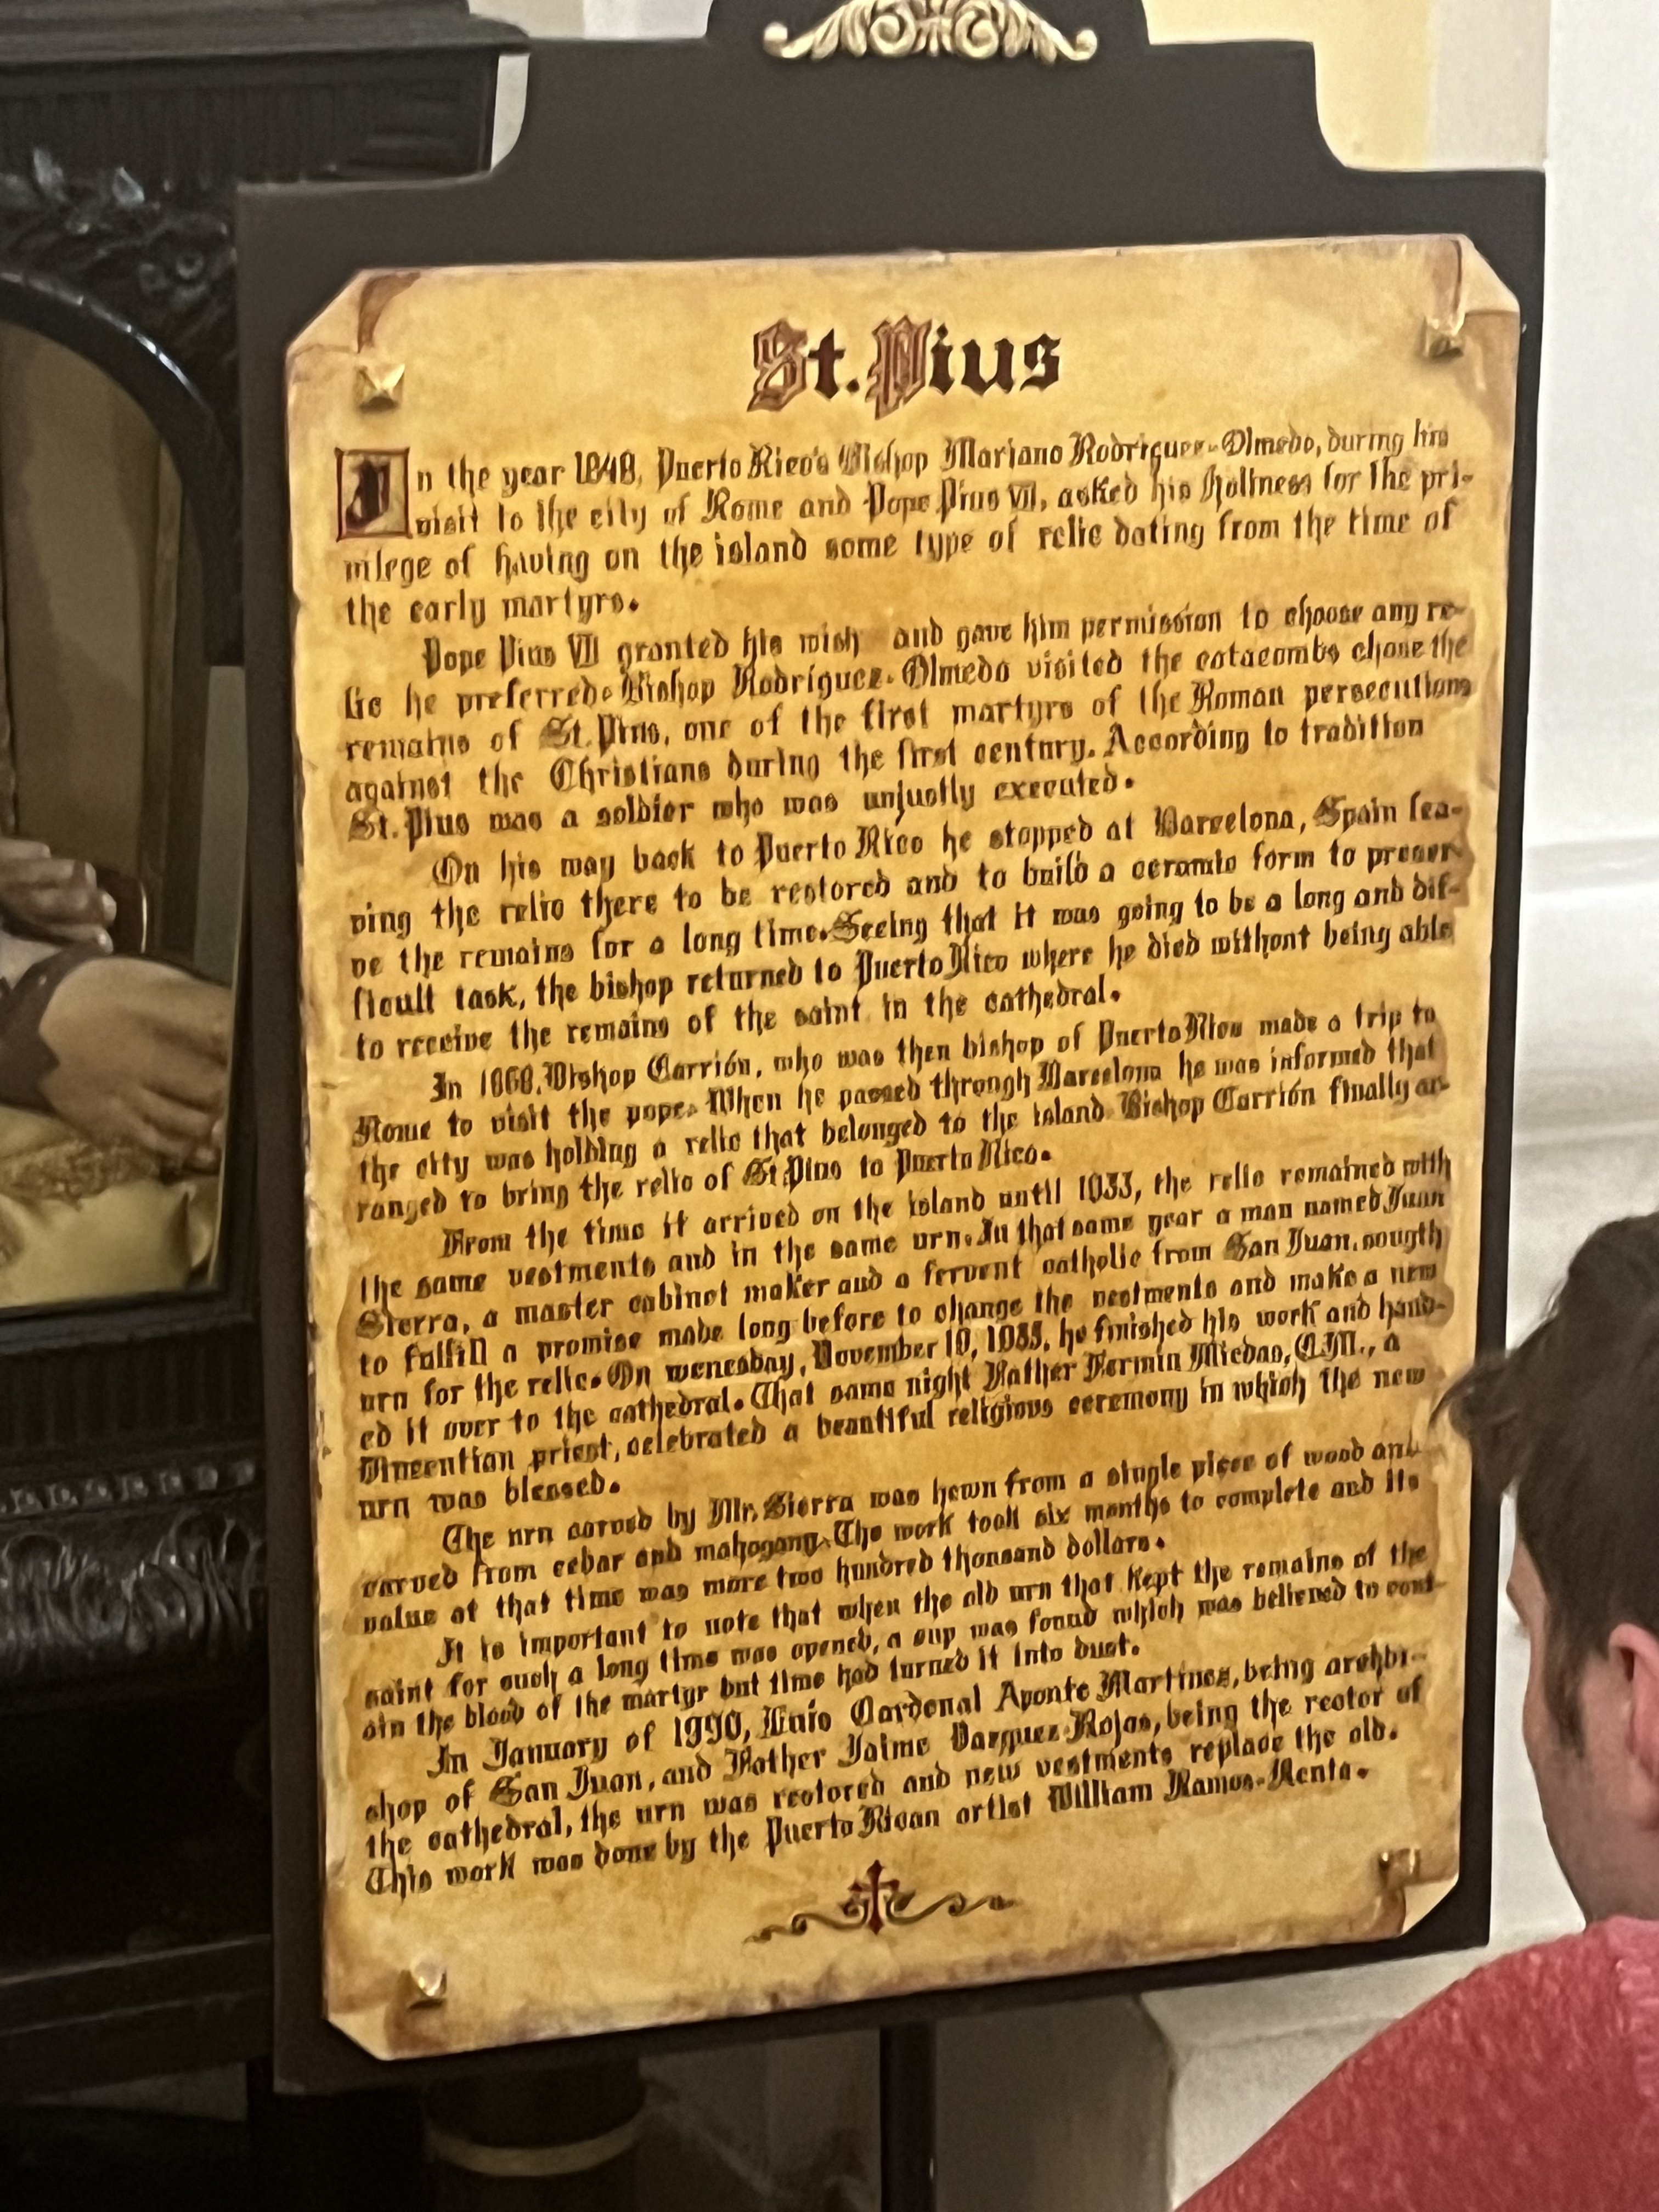 St. Pius
In the year 1848, Puerto Rico's Bishop Mariano Rodríguez-Olmedo, during his
visit to the city of Rome and Pope Pius VII, asked his holiness for the pri-
vilege of having on the island some type of relic dating from the time of
the early martyrs.
Pope Pius VII granted his wish and gave him permission to choose any re-
lic he preferred. Bishop Rodríguez-Olmedo visited the catacombs chose the
remains of St. Pius, one of the first martyrs of the Roman persecutions
against the Christians during the first century. According to tradition
St. Pius was a soldier who was unjustly executed.
On his way back to Puerto Rico he stopped at Barcelona, Spain lea-
ving the relic there to be restored and to build a ceramic form to preser-
ve the remains for a long time. Seeing that it was going to be a long and dif-
ficult task, the bishop returned to Puerto Rico where he died without being able
to receive the remains of the saint in the cathedral.
In 1868, Bishop Carrión, who was then bishop of Puerto Rico made a trip to
Rome to visit the pope. When he passed through Barcelona he was informed that
the city was holding a relic that belonged to the island. Bishop Carrión finally ar-
ranged to bring the relic of St. Pius to Puerto Rico.
From the time it arrived on the island until 1933, the relic remained with
the same vestments and in the same urn. In that same year a man named Juan
Sierra, a master cabinet maker and a fervent catholic from San Juan, sougth
to fulfill a promise made long before to change the vestments and make a new
urn for the relic. On wenesday, November 10, 1933, he finished his work and hand-
ed it over to the cathedral. That same night Father Fermin Miedas, C.M., a
Vincentian priest, celebrated a beautiful religious ceremony in which the new
urn was blessed.
The urn carved by Mr. Sierra was hewn from a single piece of wood and
carved from cedar and mahogany. The work took six months to complete and its
value at that time was more two hundred thousand dollars.
It is important to note that when the old urn that kept the remains of the
saint for such a long time was opened, a cup was found which was believed to cont-
ain the blood of the martyr but time had turned it into dust.
In January of 1990, Luis Cardenal Aponte Martinez, being archbi-
shop of San Juan, and Father Jaime Vazquez-Rojas, being the rector of
the cathedral, the urn was restored and new vestments replace the old.
This work was done by the Puerto Rican artist William Ramos-Renta.